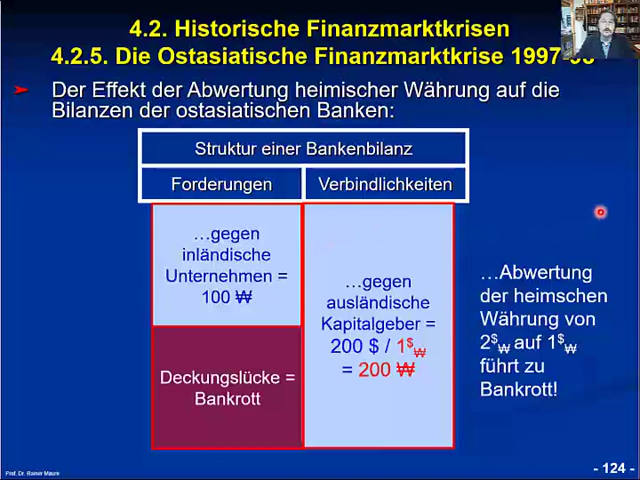 4.2. Historische Finanzmarktkrisen
4.2.5. Die Ostasiatische Finanzmarktkrise 1997-
➢ Der Effekt der Abwertung heimischer Währung auf die
Bilanzen der ostasiatischen Banken:
Struktur einer Bankenbilanz
Forderungen
Verbindlichkeiten
…gegen
inländische
Unternehmen =
100 ₩
Deckungslücke =
Bankrott
…gegen
ausländische
Kapitalgeber =
200 $ / 1$₩
= 200 ₩
…Abwertung
der heimschen
Währung von
2$₩ auf 1$₩
führt zu
Bankrott!
Prof. Dr. Rainer Maurer
- 124 -